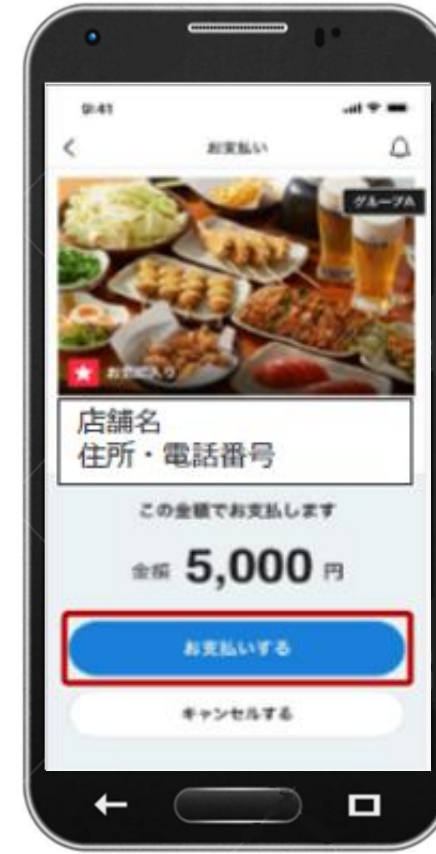 9:41
お支払い
グループA
お気に入り
店舗名
住所・電話番号
この金額でお支払します
金額 5,000 円
お支払いする
キャンセルする